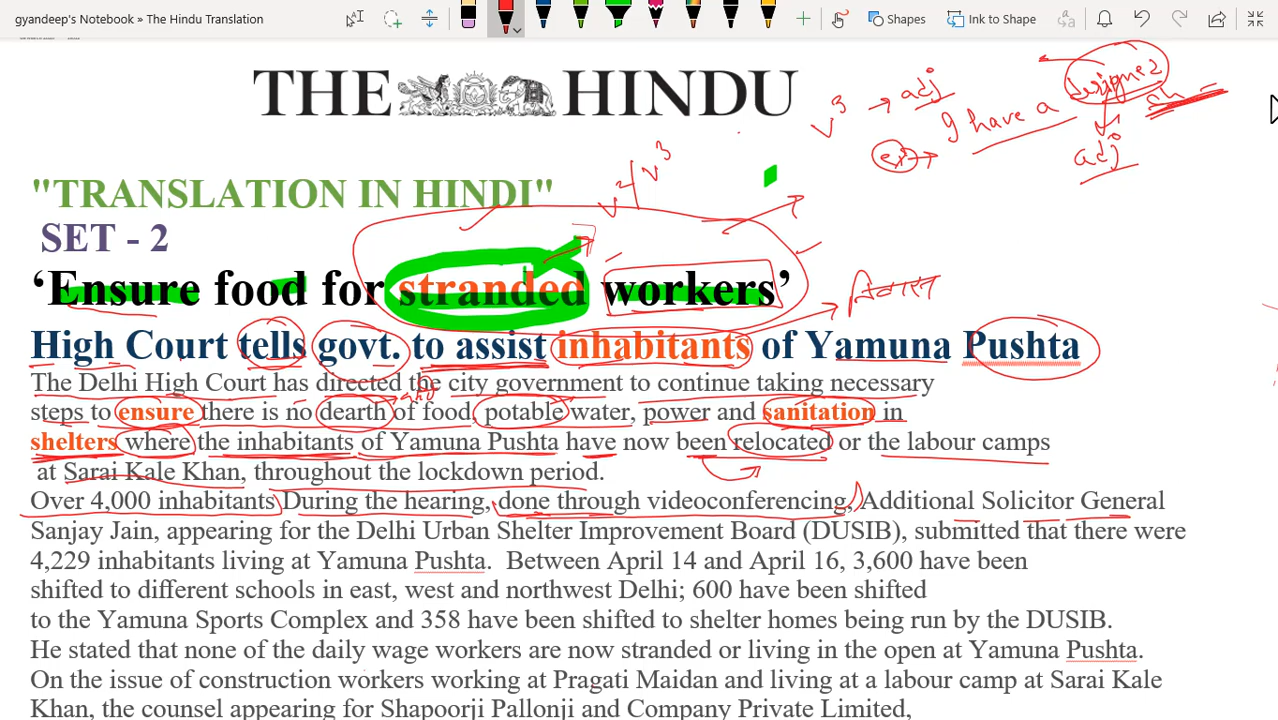 gyandeep's Notebook » The Hindu Translation
Shapes Ink to Shape
THE HINDU
v3 → adj
ex → I have a
adj
v2/v3
"TRANSLATION IN HINDI"
SET - 2
‘Ensure food for stranded workers’
High Court tells govt. to assist inhabitants of Yamuna Pushta
The Delhi High Court has directed the city government to continue taking necessary
steps to ensure there is no dearth of food, potable water, power and sanitation in
shelters where the inhabitants of Yamuna Pushta have now been relocated or the labour camps
at Sarai Kale Khan, throughout the lockdown period.
Over 4,000 inhabitants During the hearing, done through videoconferencing, Additional Solicitor General
Sanjay Jain, appearing for the Delhi Urban Shelter Improvement Board (DUSIB), submitted that there were
4,229 inhabitants living at Yamuna Pushta. Between April 14 and April 16, 3,600 have been
shifted to different schools in east, west and northwest Delhi; 600 have been shifted
to the Yamuna Sports Complex and 358 have been shifted to shelter homes being run by the DUSIB.
He stated that none of the daily wage workers are now stranded or living in the open at Yamuna Pushta.
On the issue of construction workers working at Pragati Maidan and living at a labour camp at Sarai Kale
Khan, the counsel appearing for Shapoorji Pallonji and Company Private Limited,